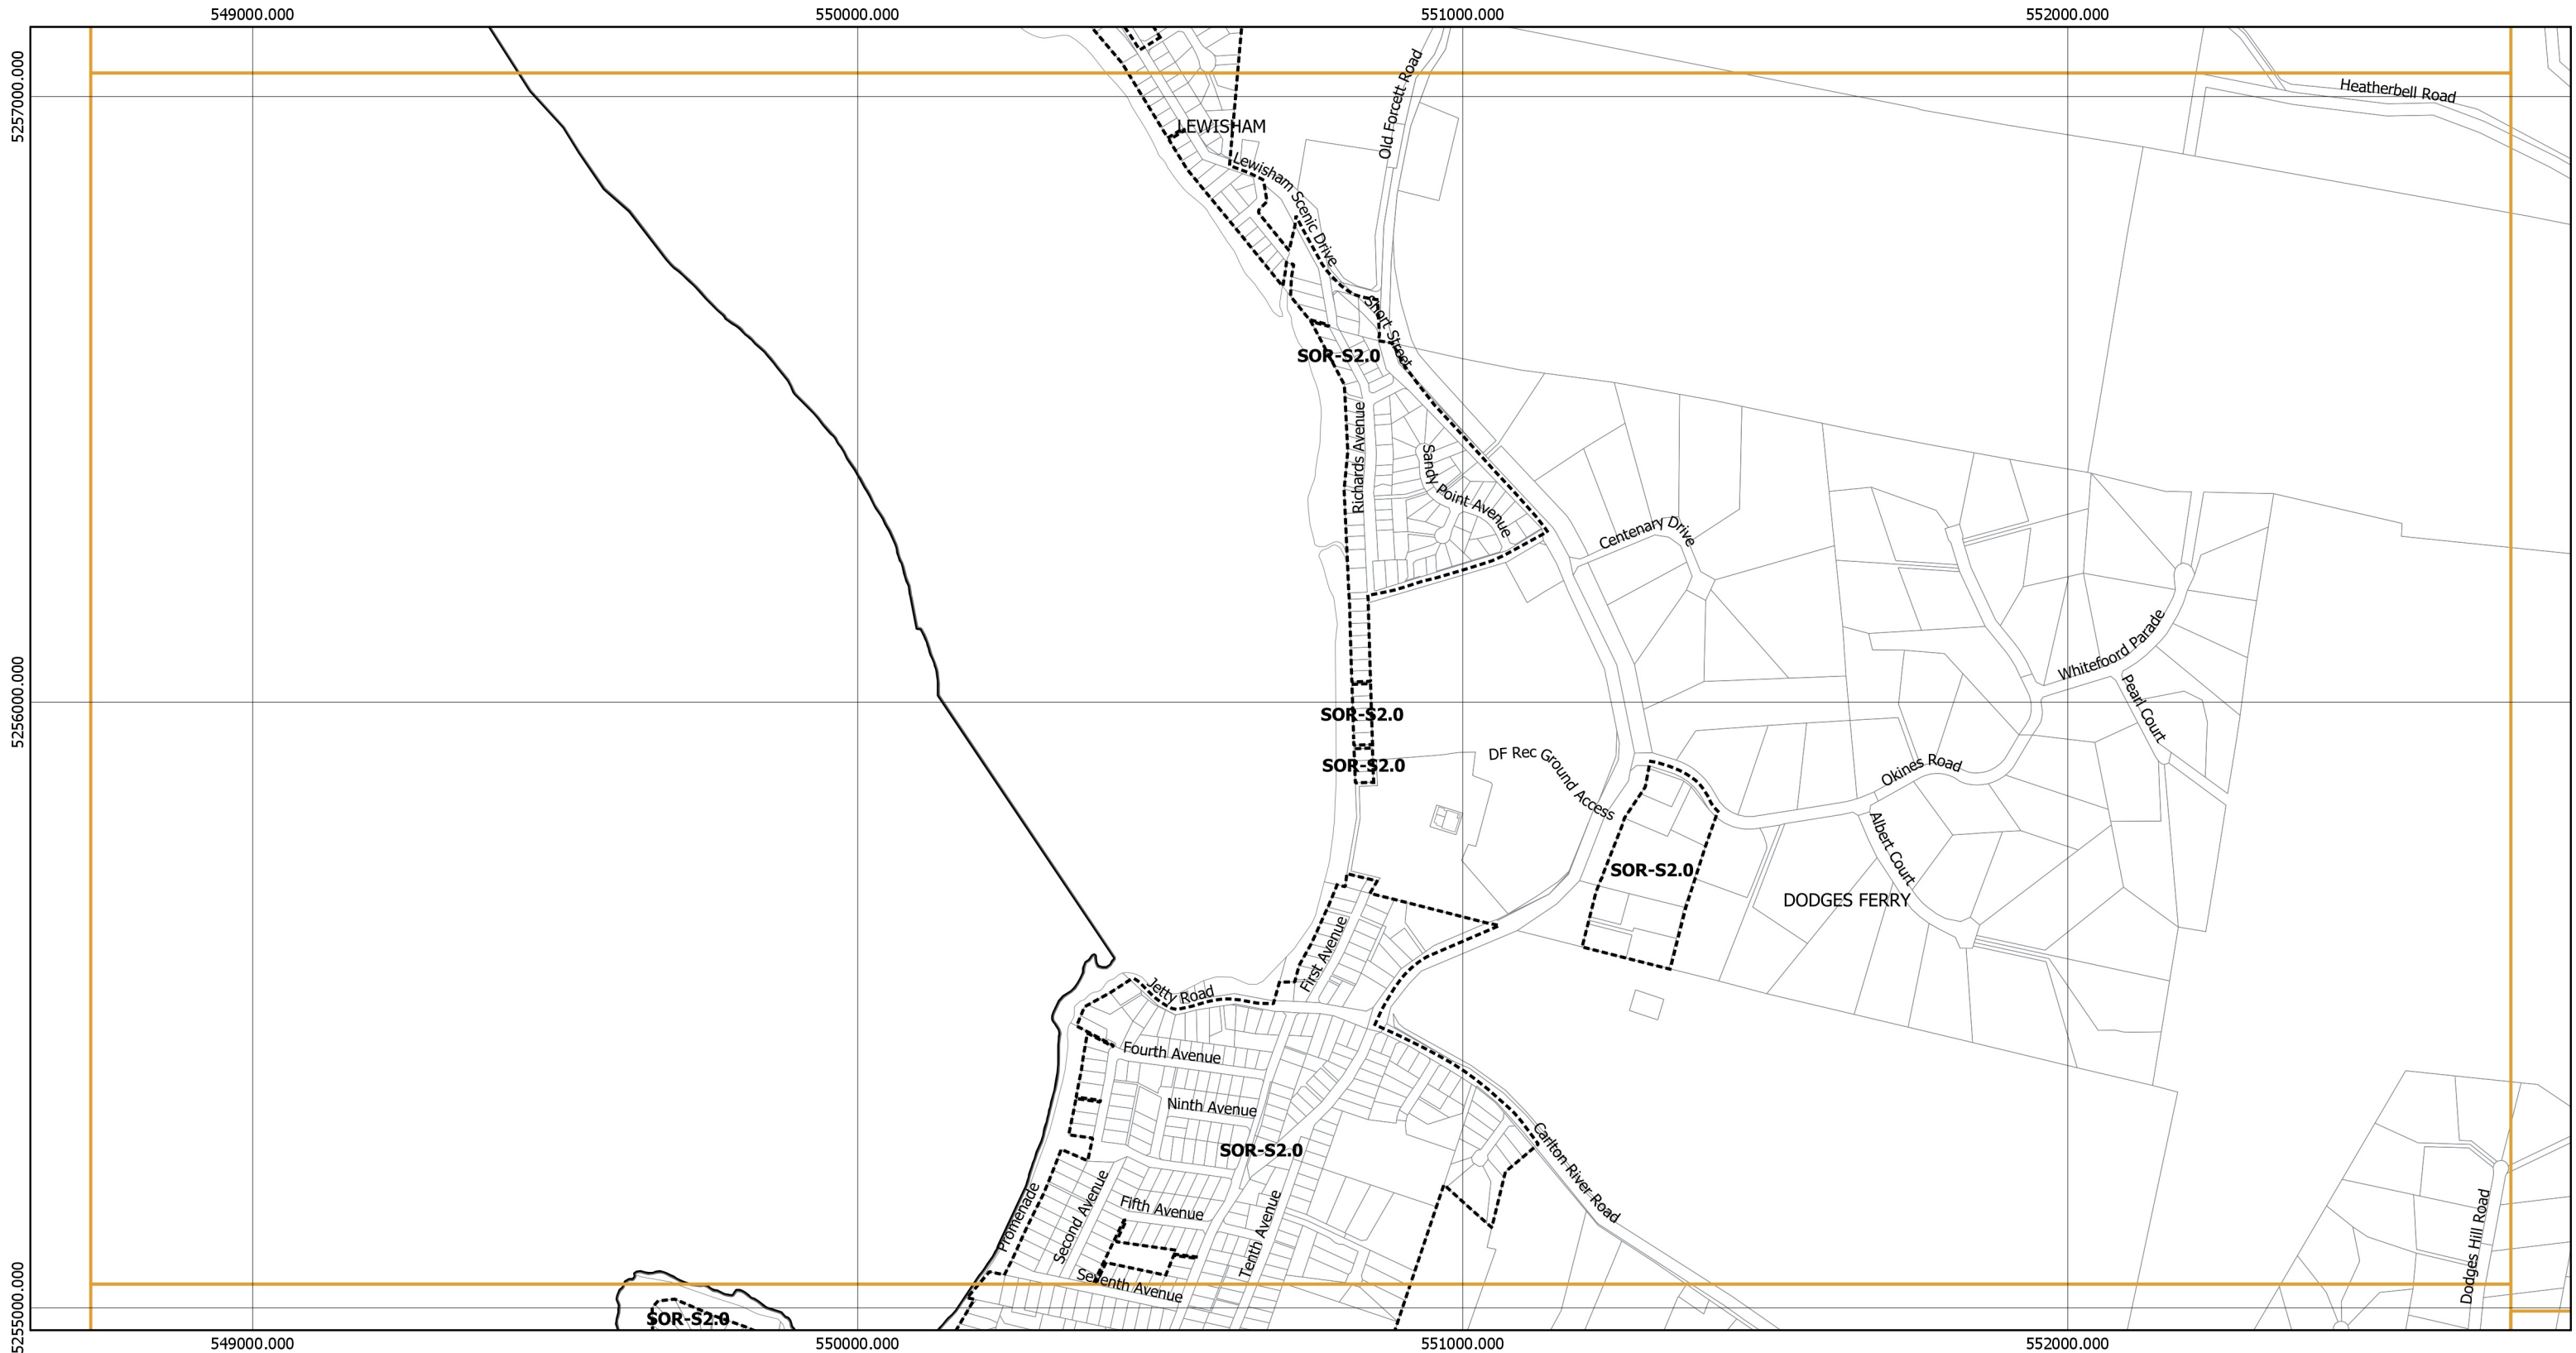 549000.000
550000.000
551000.000
552000.000
5257000.000
Heatherbell Road
Old Forcett Road
LEWISHAM
Lewisham Scenic Drive
Short Street
SOR-S2.0
Richards Avenue
Sandy Point Avenue
Centenary Drive
Whitefoord Parade
Pearl Court
5256000.000
SOR-S2.0
SOR-S2.0
DF Rec Ground Access
Okines Road
Albert Court
SOR-S2.0
DODGES FERRY
First Avenue
Jetty Road
Fourth Avenue
Ninth Avenue
SOR-S2.0
Carlton River Road
Promenade
Second Avenue
Fifth Avenue
Tenth Avenue
Seventh Avenue
Dodges Hill Road
5255000.000
SOR-S2.0
549000.000
550000.000
551000.000
552000.000